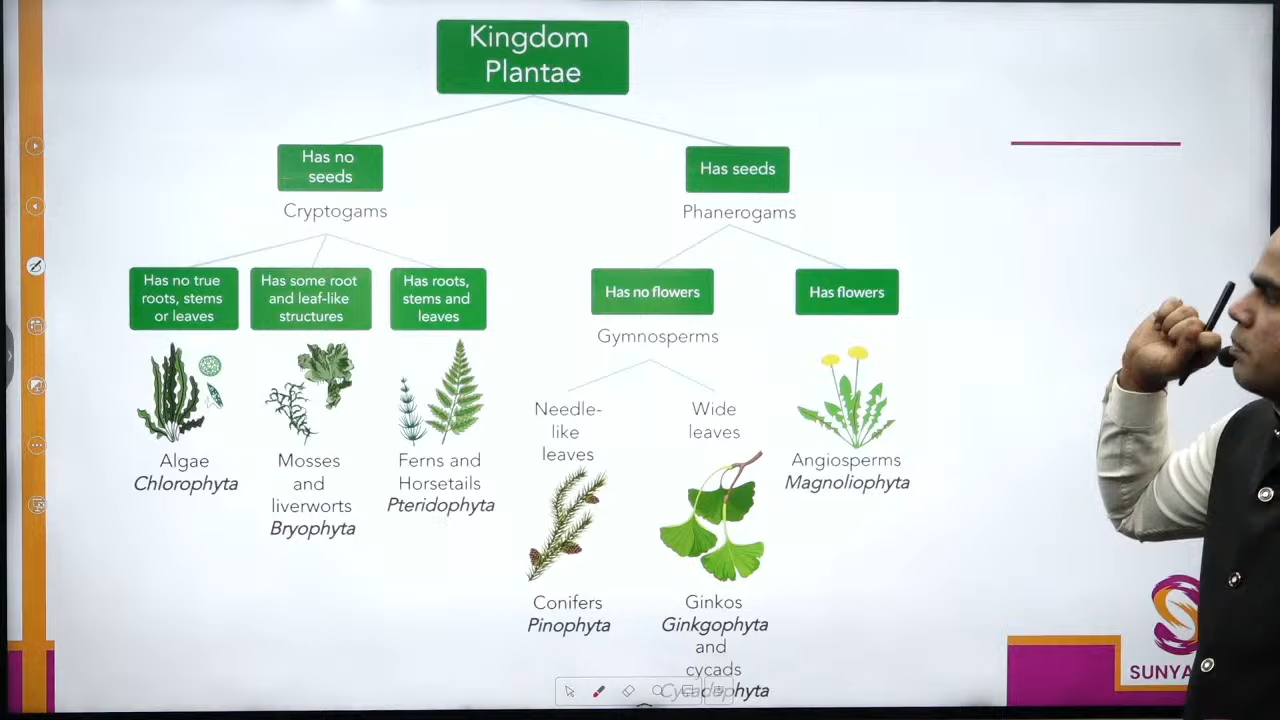 Kingdom
Plantae
Has no
seeds
Has seeds
Cryptogams
Phanerogams
Has no true
roots, stems
or leaves
Has some root
and leaf-like
structures
Has roots,
stems and
leaves
Has no flowers
Has flowers
Gymnosperms
Needle-
like
leaves
Wide
leaves
Algae
Chlorophyta
Mosses
and
liverworts
Bryophyta
Ferns and
Horsetails
Pteridophyta
Angiosperms
Magnoliophyta
Conifers
Pinophyta
Ginkos
Ginkgophyta
and
cycads
Cycadophyta
SUNYA